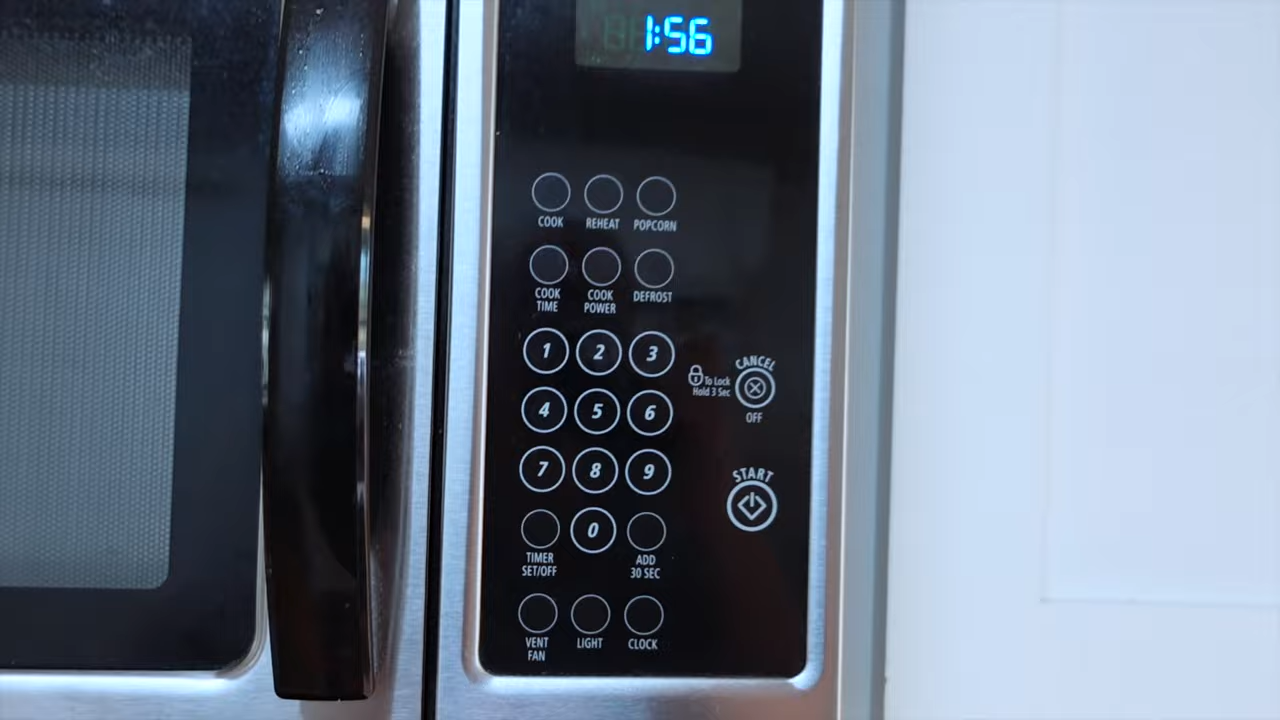 1:56
COOK REHEAT POPCORN
COOK TIME COOK POWER DEFROST
1 2 3
CANCEL
To Lock
Hold 3 Sec
OFF
4 5 6
7 8 9
START
0
TIMER SET/OFF ADD 30 SEC
VENT FAN LIGHT CLOCK